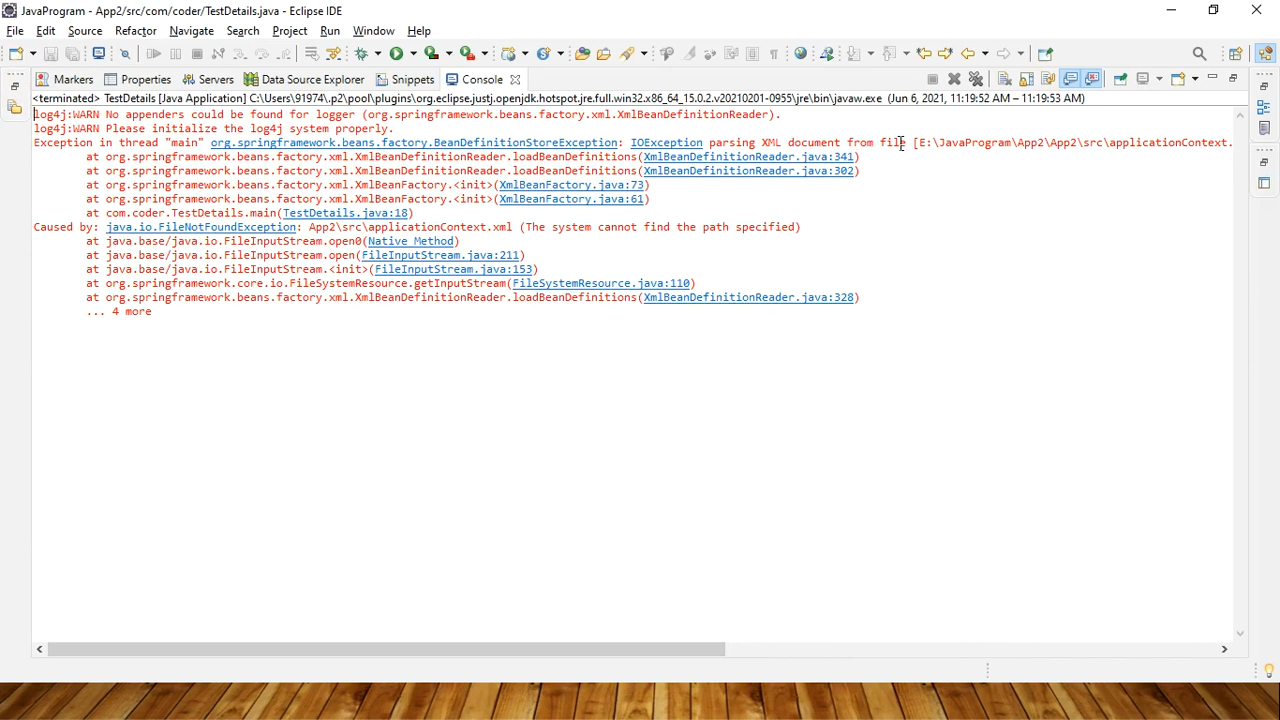 JavaProgram - App2/src/com/coder/TestDetails.java - Eclipse IDE
File Edit Source Refactor Navigate Search Project Run Window Help
Markers Properties Servers Data Source Explorer Snippets Console
<terminated> TestDetails [Java Application] C:\Users\91974\.p2\pool\plugins\org.eclipse.justj.openjdk.hotspot.jre.full.win32.x86_64_15.0.2.v20210201-0955\jre\bin\javaw.exe (Jun 6, 2021, 11:19:52 AM – 11:19:53 AM)
log4j:WARN No appenders could be found for logger (org.springframework.beans.factory.xml.XmlBeanDefinitionReader).
log4j:WARN Please initialize the log4j system properly.
Exception in thread "main" org.springframework.beans.factory.BeanDefinitionStoreException: IOException parsing XML document from file [E:\JavaProgram\App2\App2\src\applicationContext.
at org.springframework.beans.factory.xml.XmlBeanDefinitionReader.loadBeanDefinitions(XmlBeanDefinitionReader.java:341)
at org.springframework.beans.factory.xml.XmlBeanDefinitionReader.loadBeanDefinitions(XmlBeanDefinitionReader.java:302)
at org.springframework.beans.factory.xml.XmlBeanFactory.<init>(XmlBeanFactory.java:73)
at org.springframework.beans.factory.xml.XmlBeanFactory.<init>(XmlBeanFactory.java:61)
at com.coder.TestDetails.main(TestDetails.java:18)
Caused by: java.io.FileNotFoundException: App2\src\applicationContext.xml (The system cannot find the path specified)
at java.base/java.io.FileInputStream.open0(Native Method)
at java.base/java.io.FileInputStream.open(FileInputStream.java:211)
at java.base/java.io.FileInputStream.<init>(FileInputStream.java:153)
at org.springframework.core.io.FileSystemResource.getInputStream(FileSystemResource.java:110)
at org.springframework.beans.factory.xml.XmlBeanDefinitionReader.loadBeanDefinitions(XmlBeanDefinitionReader.java:328)
... 4 more